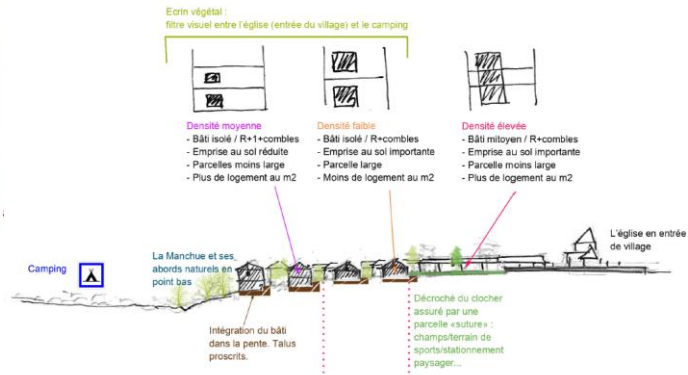 Ecrin végétal :
filtre visuel entre l'église (entrée du village) et le camping
Densité moyenne
- Bâti isolé / R+1+combles
- Emprise au sol réduite
- Parcelles moins large
- Plus de logement au m2
Densité faible
- Bâti isolé / R+combles
- Emprise au sol importante
- Parcelle large
- Moins de logement au m2
Densité élevée
- Bâti mitoyen / R+combles
- Emprise au sol importante
- Parcelle moins large
- Plus de logement au m2
L'église en entrée
de village
Camping
La Manchue et ses
abords naturels en
point bas
Intégration du bâti
dans la pente. Talus
proscrits.
Décroché du clocher
assuré par une
parcelle «suture» :
champs/terrain de
sports/stationnement
paysager...